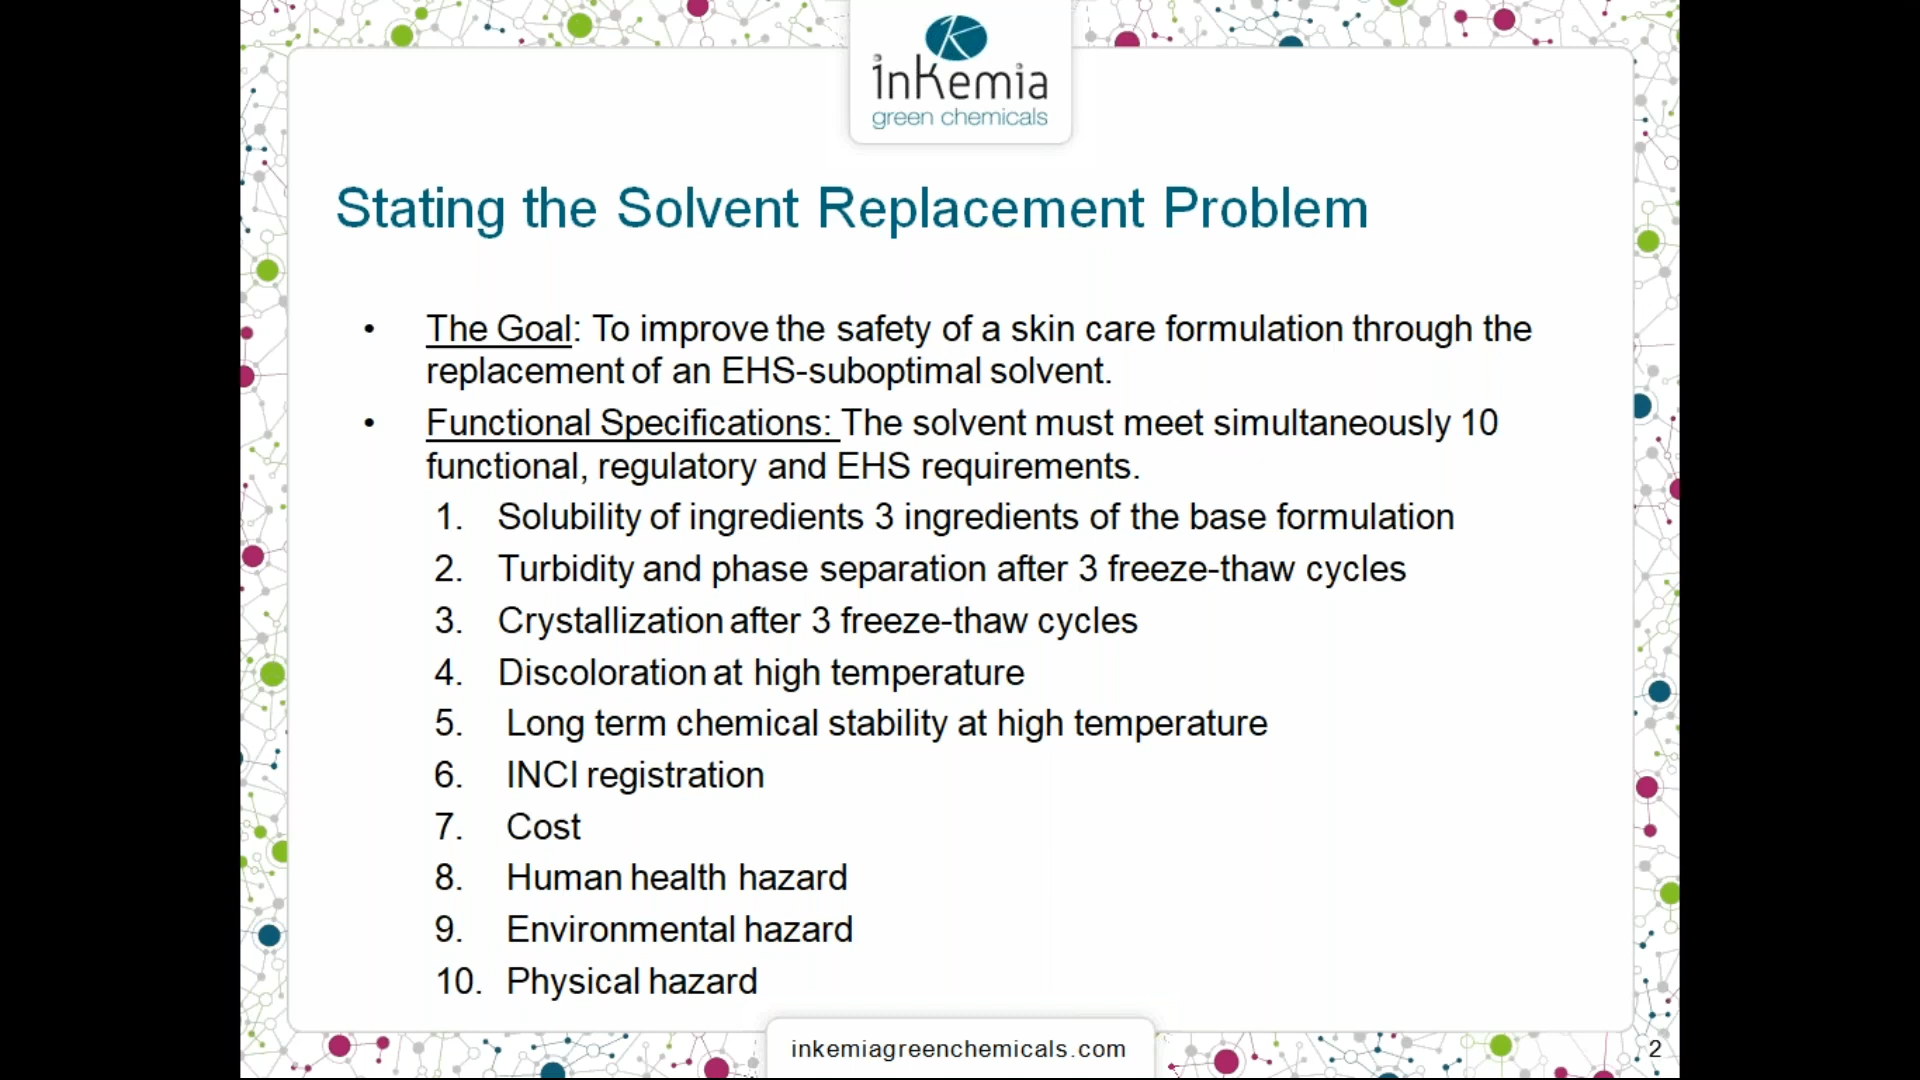 inkemia
green chemicals
Stating the Solvent Replacement Problem
• The Goal: To improve the safety of a skin care formulation through the
replacement of an EHS-suboptimal solvent.
• Functional Specifications: The solvent must meet simultaneously 10
functional, regulatory and EHS requirements.
1. Solubility of ingredients 3 ingredients of the base formulation
2. Turbidity and phase separation after 3 freeze-thaw cycles
3. Crystallization after 3 freeze-thaw cycles
4. Discoloration at high temperature
5. Long term chemical stability at high temperature
6. INCI registration
7. Cost
8. Human health hazard
9. Environmental hazard
10. Physical hazard
inkemiagreenchemicals.com
2